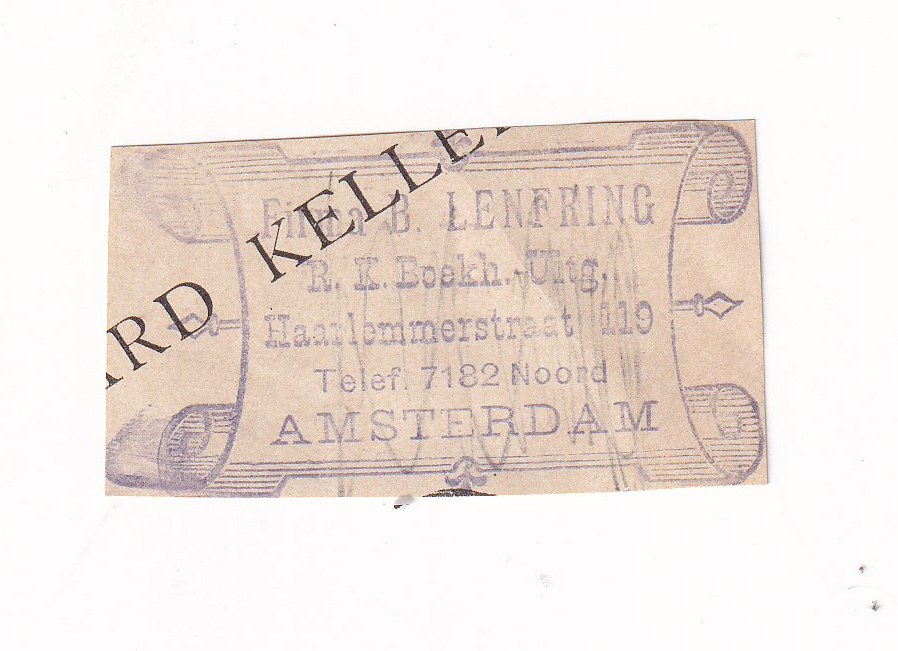 ARD KELLE
Firma B. LENFRING
R. K. Boekh.-Uitg.
Haarlemmerstraat 119
Telef. 7182 Noord
AMSTERDAM